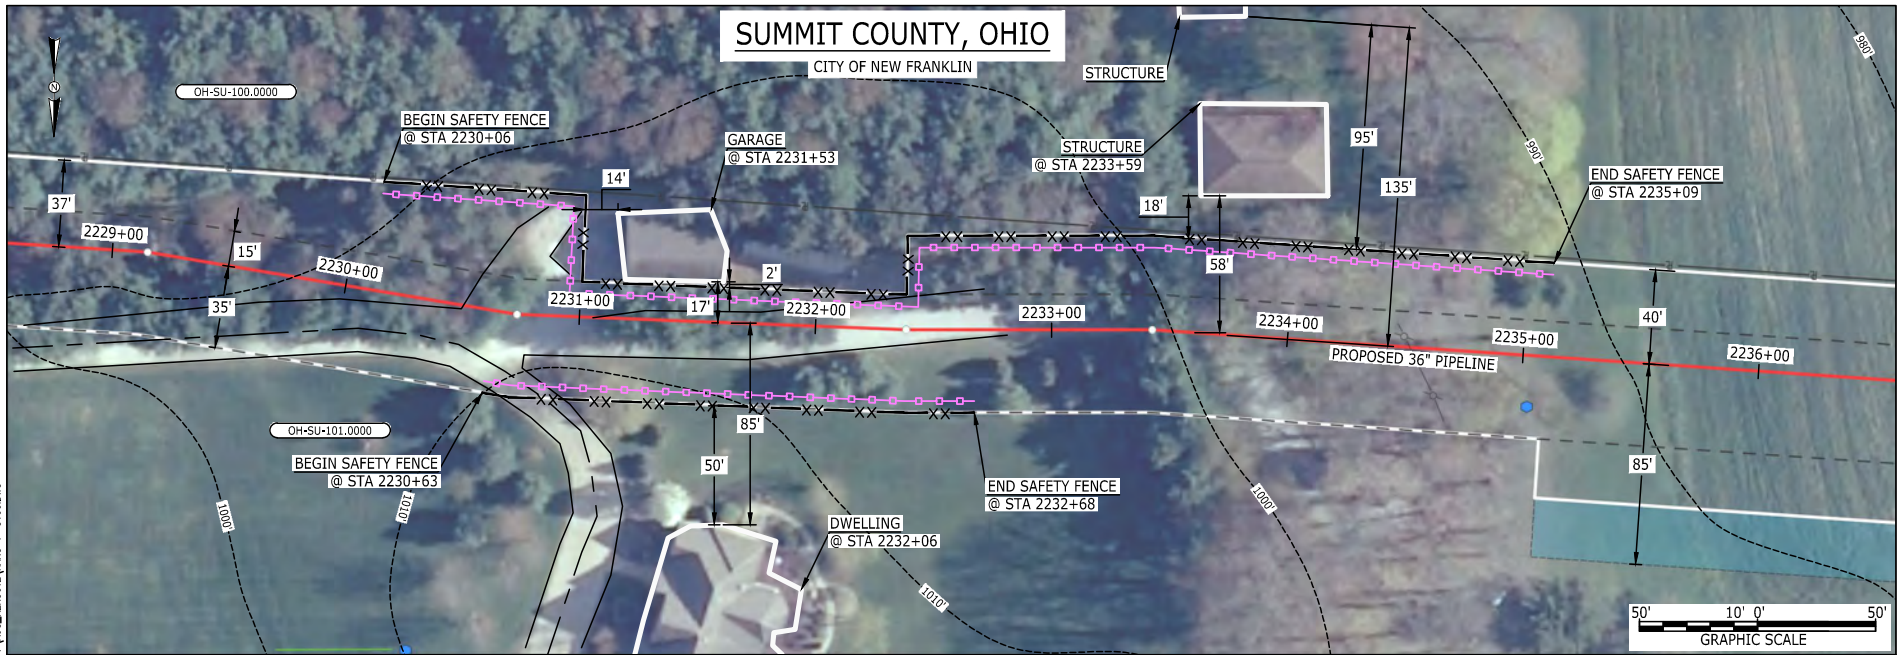 SUMMIT COUNTY, OHIO
CITY OF NEW FRANKLIN
N
OH-SU-100.0000
BEGIN SAFETY FENCE
@ STA 2230+06
GARAGE
@ STA 2231+53
STRUCTURE
STRUCTURE
@ STA 2233+59
95'
135'
990'
980'
END SAFETY FENCE
@ STA 2235+09
37'
14'
18'
2229+00
15'
2230+00
35'
2231+00
17'
2'
2232+00
2233+00
58'
2234+00
2235+00
2236+00
40'
PROPOSED 36" PIPELINE
OH-SU-101.0000
BEGIN SAFETY FENCE
@ STA 2230+63
85'
50'
END SAFETY FENCE
@ STA 2232+68
DWELLING
@ STA 2232+06
85'
1000'
1010'
1010'
1000'
50' 10' 0' 50'
GRAPHIC SCALE